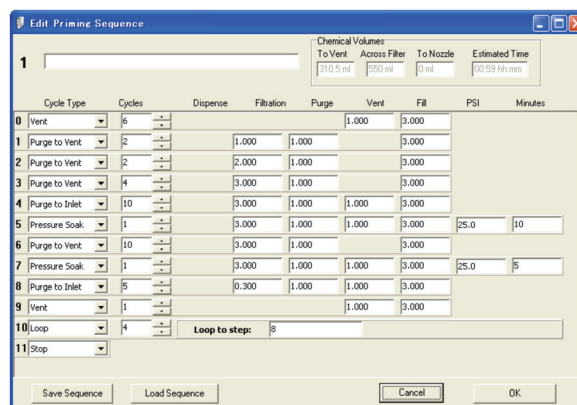 Edit Priming Sequence
Chemical Volumes
To Vent Across Filter To Nozzle Estimated Time
1 310.5 ml 550 ml 0 ml 00:59 hh:mm
Cycle Type Cycles Dispense Filtration Purge Vent Fill PSI Minutes
0 Vent 6 1.000 3.000
1 Purge to Vent 2 1.000 1.000 3.000
2 Purge to Vent 2 2.000 1.000 3.000
3 Purge to Vent 4 3.000 1.000 3.000
4 Purge to Inlet 10 3.000 1.000 1.000 3.000
5 Pressure Soak 1 3.000 1.000 1.000 3.000 25.0 10
6 Purge to Vent 10 3.000 1.000 3.000
7 Pressure Soak 1 3.000 1.000 1.000 3.000 25.0 5
8 Purge to Inlet 5 0.300 1.000 1.000 3.000
9 Vent 1 1.000 3.000
10 Loop 4 Loop to step: 8
11 Stop
Save Sequence Load Sequence Cancel OK